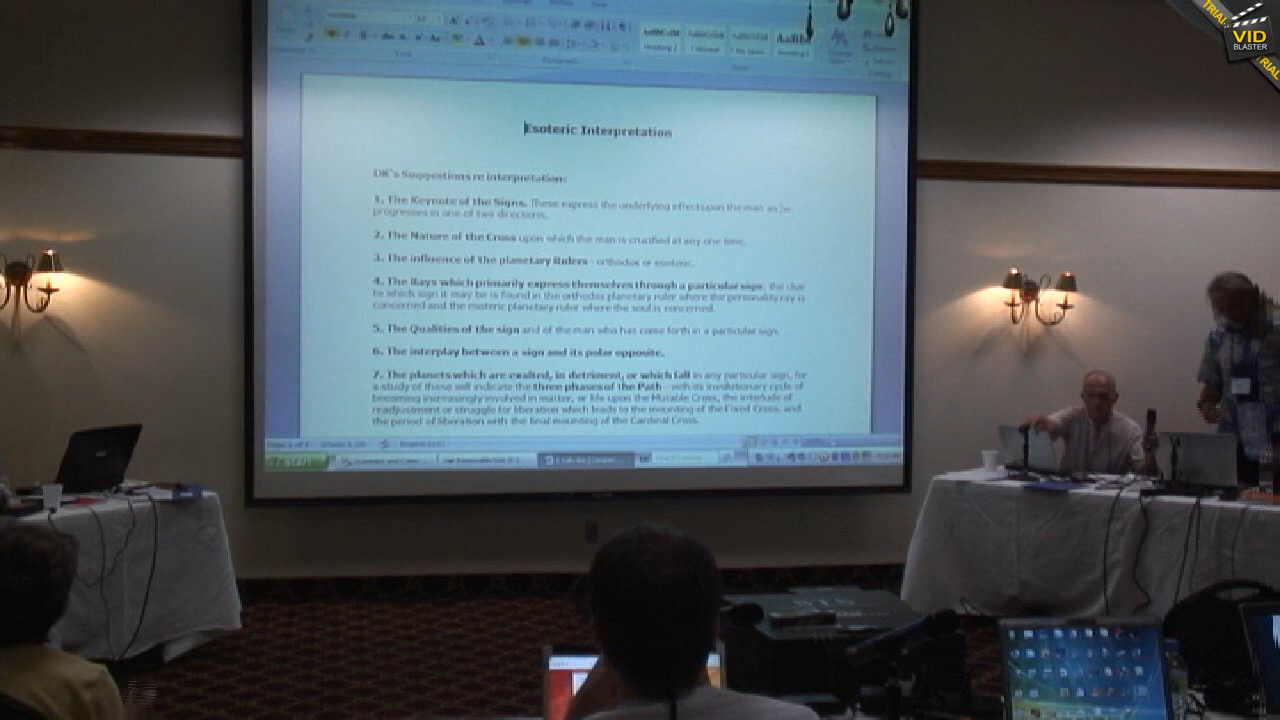 TRIAL
VID
BLASTER
TRIAL
Esoteric Interpretation
DK's Suggestions re interpretation:
1. The Keynote of the Signs. These express the underlying effect upon the man as he
progresses in one of two directions.
2. The Nature of the Cross upon which the man is crucified at any one time.
3. The influence of the planetary Rulers - orthodox or esoteric.
4. The Rays which primarily express themselves through a particular sign, the clue
to which sign it may be is found in the orthodox planetary ruler where the personality ray is
concerned and the esoteric planetary ruler where the soul is concerned.
5. The Qualities of the sign and of the man who has come forth in a particular sign.
6. The interplay between a sign and its polar opposite.
7. The planets which are exalted, in detriment, or which fall in any particular sign, for
a study of these will indicate the three phases of the Path - with its involutionary cycle of
becoming increasingly involved in matter, or life upon the Mutable Cross, the interlude of
readjustment or struggle for liberation which leads to the mounting of the Fixed Cross, and
the period of liberation with the final mounting of the Cardinal Cross.